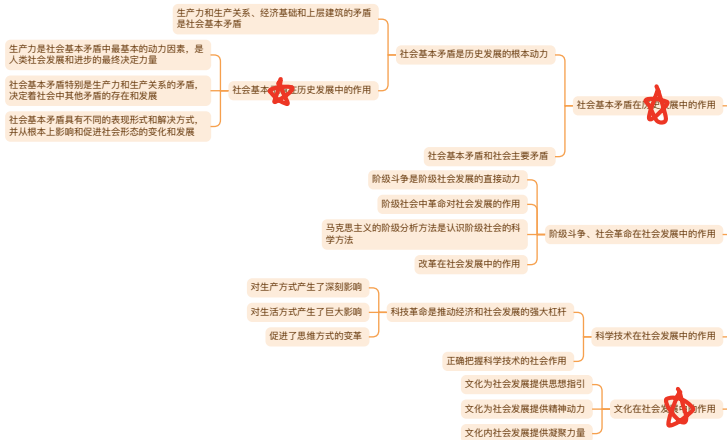 生产力和生产关系、经济基础和上层建筑的矛盾
是社会基本矛盾
生产力是社会基本矛盾中最基本的动力因素，是
人类社会发展和进步的最终决定力量
社会基本矛盾是历史发展的根本动力
社会基本矛盾特别是生产力和生产关系的矛盾，
决定着社会中其他矛盾的存在和发展
社会基本在历史发展中的作用
社会基本矛盾在历史发展中的作用
社会基本矛盾具有不同的表现形式和解决方式，
并从根本上影响和促进社会形态的变化和发展
社会基本矛盾和社会主要矛盾
阶级斗争是阶级社会发展的直接动力
阶级社会中革命对社会发展的作用
马克思主义的阶级分析方法是认识阶级社会的科
学方法
阶级斗争、社会革命在社会发展中的作用
改革在社会发展中的作用
对生产方式产生了深刻影响
对生活方式产生了巨大影响
科技革命是推动经济和社会发展的强大杠杆
促进了思维方式的变革
科学技术在社会发展中的作用
正确把握科学技术的社会作用
文化为社会发展提供思想指引
文化为社会发展提供精神动力
文化在社会发展中的作用
文化内社会发展提供凝聚力量